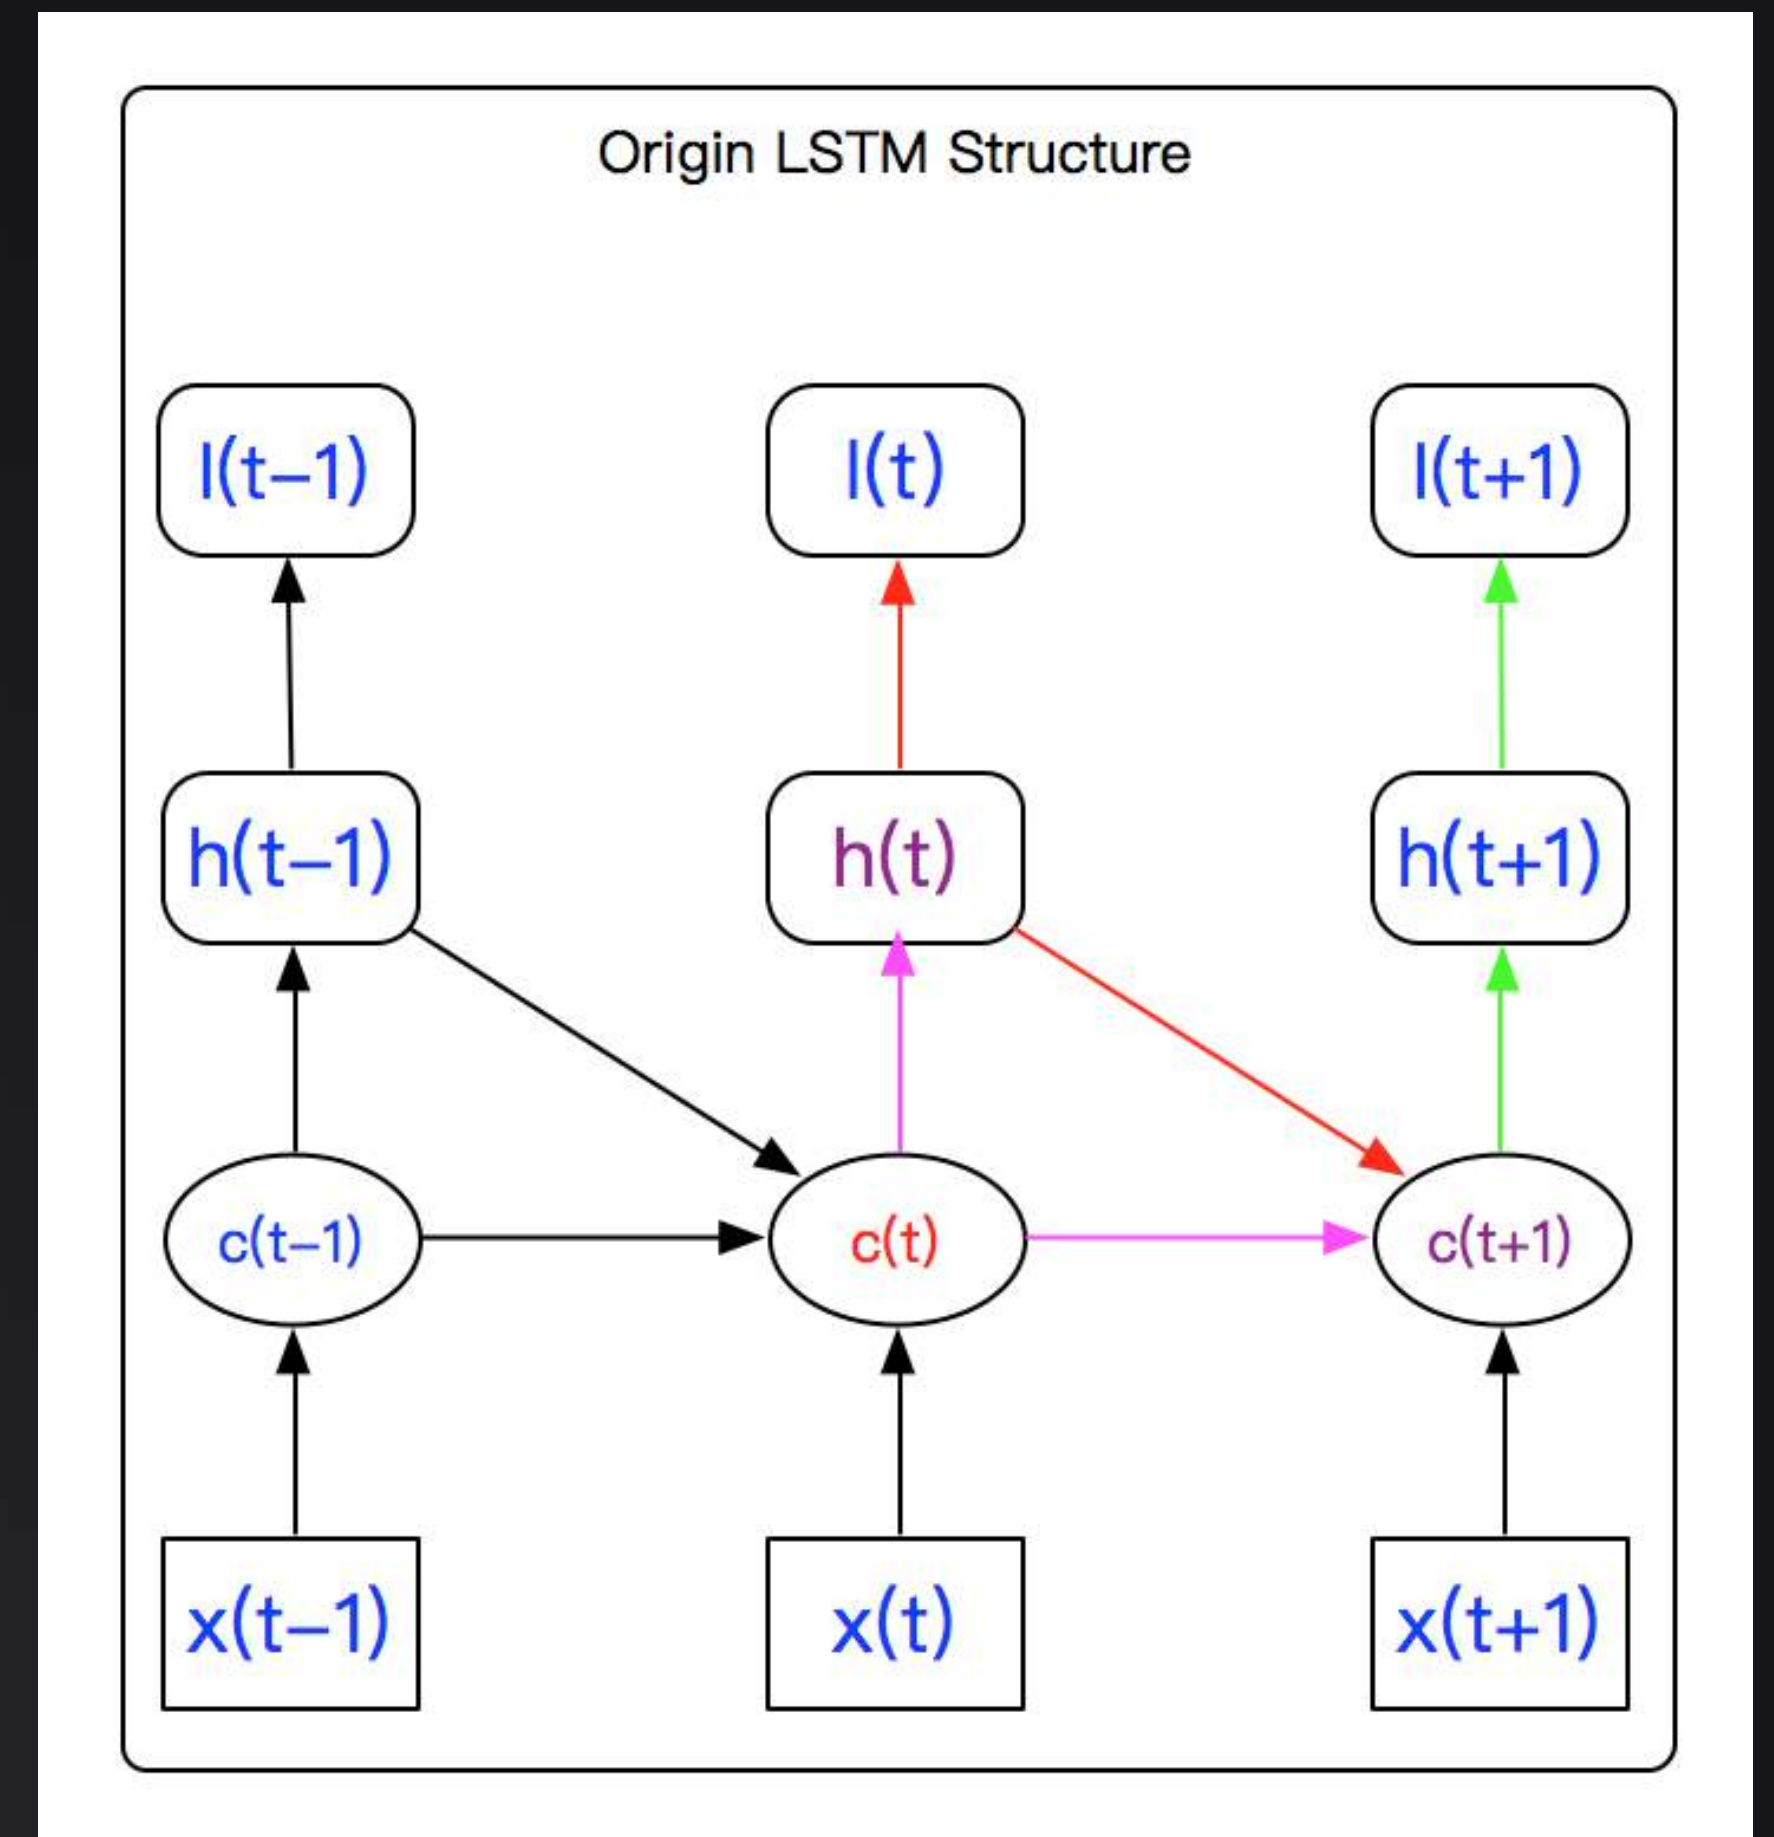 Origin LSTM Structure
l(t−1) l(t) l(t+1)
h(t−1) h(t) h(t+1)
c(t−1) c(t) c(t+1)
x(t−1) x(t) x(t+1)